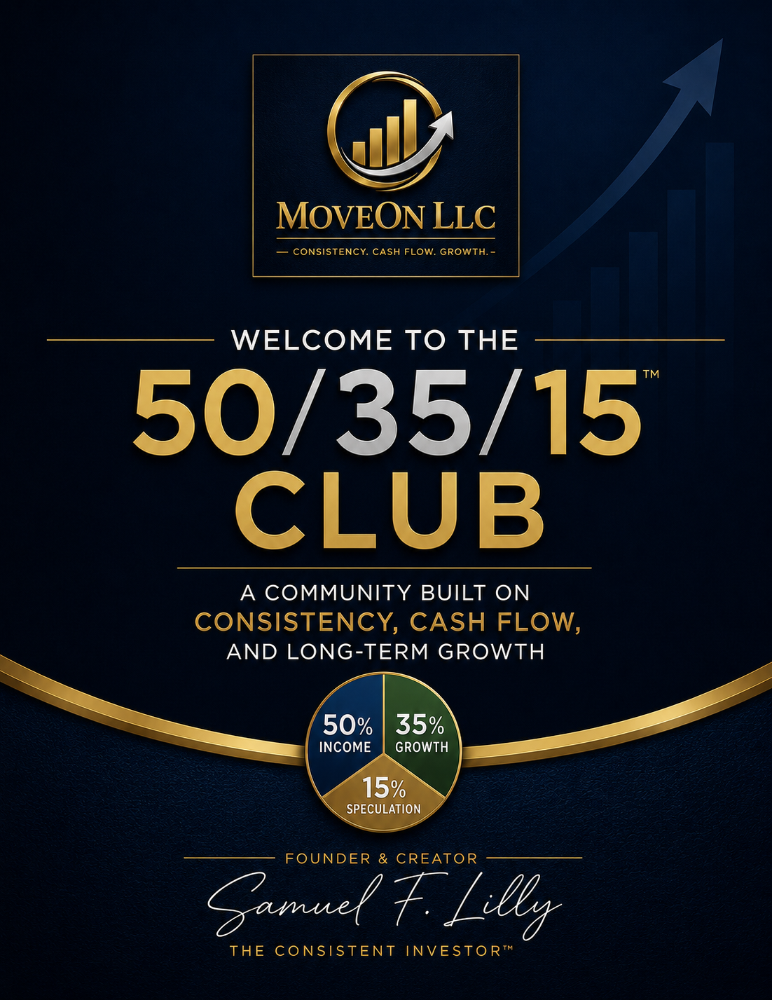 MOVEON LLC
— CONSISTENCY. CASH FLOW. GROWTH. –
WELCOME TO THE
50/35/15™
CLUB
A COMMUNITY BUILT ON
CONSISTENCY, CASH FLOW,
AND LONG-TERM GROWTH
50% INCOME
35% GROWTH
15% SPECULATION
FOUNDER & CREATOR
Samuel F. Lilly
THE CONSISTENT INVESTOR™